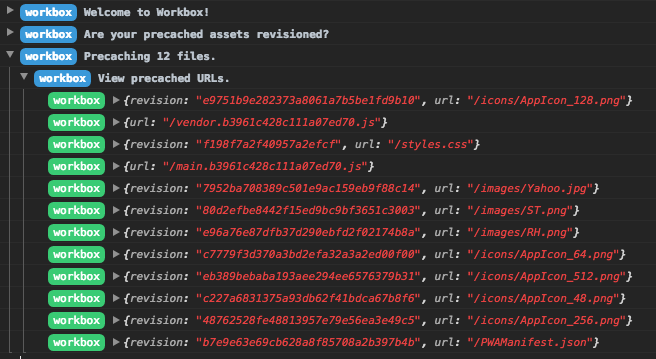 workbox Welcome to Workbox!
workbox Are your precached assets revisioned?
workbox Precaching 12 files.
workbox View precached URLs.
workbox {revision: "e9751b9e282373a8061a7b5be1fd9b10", url: "/icons/AppIcon_128.png"}
workbox {url: "/vendor.b3961c428c111a07ed70.js"}
workbox {revision: "f198f7a2f40957a2efcf", url: "/styles.css"}
workbox {url: "/main.b3961c428c111a07ed70.js"}
workbox {revision: "7952ba708389c501e9ac159eb9f88c14", url: "/images/Yahoo.jpg"}
workbox {revision: "80d2efbe8442f15ed9bc9bf3651c3003", url: "/images/ST.png"}
workbox {revision: "e96a76e87dfb37d290ebfd2f02174b8a", url: "/images/RH.png"}
workbox {revision: "c7779f3d370a3bd2efa32a3a2ed00f00", url: "/icons/AppIcon_64.png"}
workbox {revision: "eb389bebaba193aee294ee6576379b31", url: "/icons/AppIcon_512.png"}
workbox {revision: "c227a6831375a93db62f41bdca67b8f6", url: "/icons/AppIcon_48.png"}
workbox {revision: "48762528fe48813957e79e56ea3e49c5", url: "/icons/AppIcon_256.png"}
workbox {revision: "b7e9e63e69cb628a8f85708a2b397b4b", url: "/PWAManifest.json"}